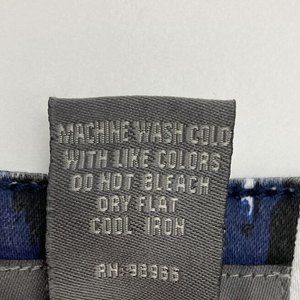 MACHINE WASH COLD
WITH LIKE COLORS
DO NOT BLEACH
DRY FLAT
COOL IRON
RN: 98966